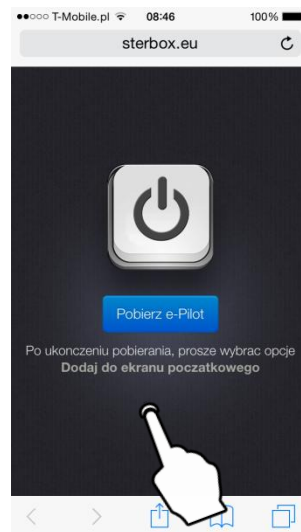 T-Mobile.pl 08:46 100%
sterbox.eu
Pobierz e-Pilot
Po ukonczeniu pobierania, prosze wybrac opcje
Dodaj do ekranu poczatkowego